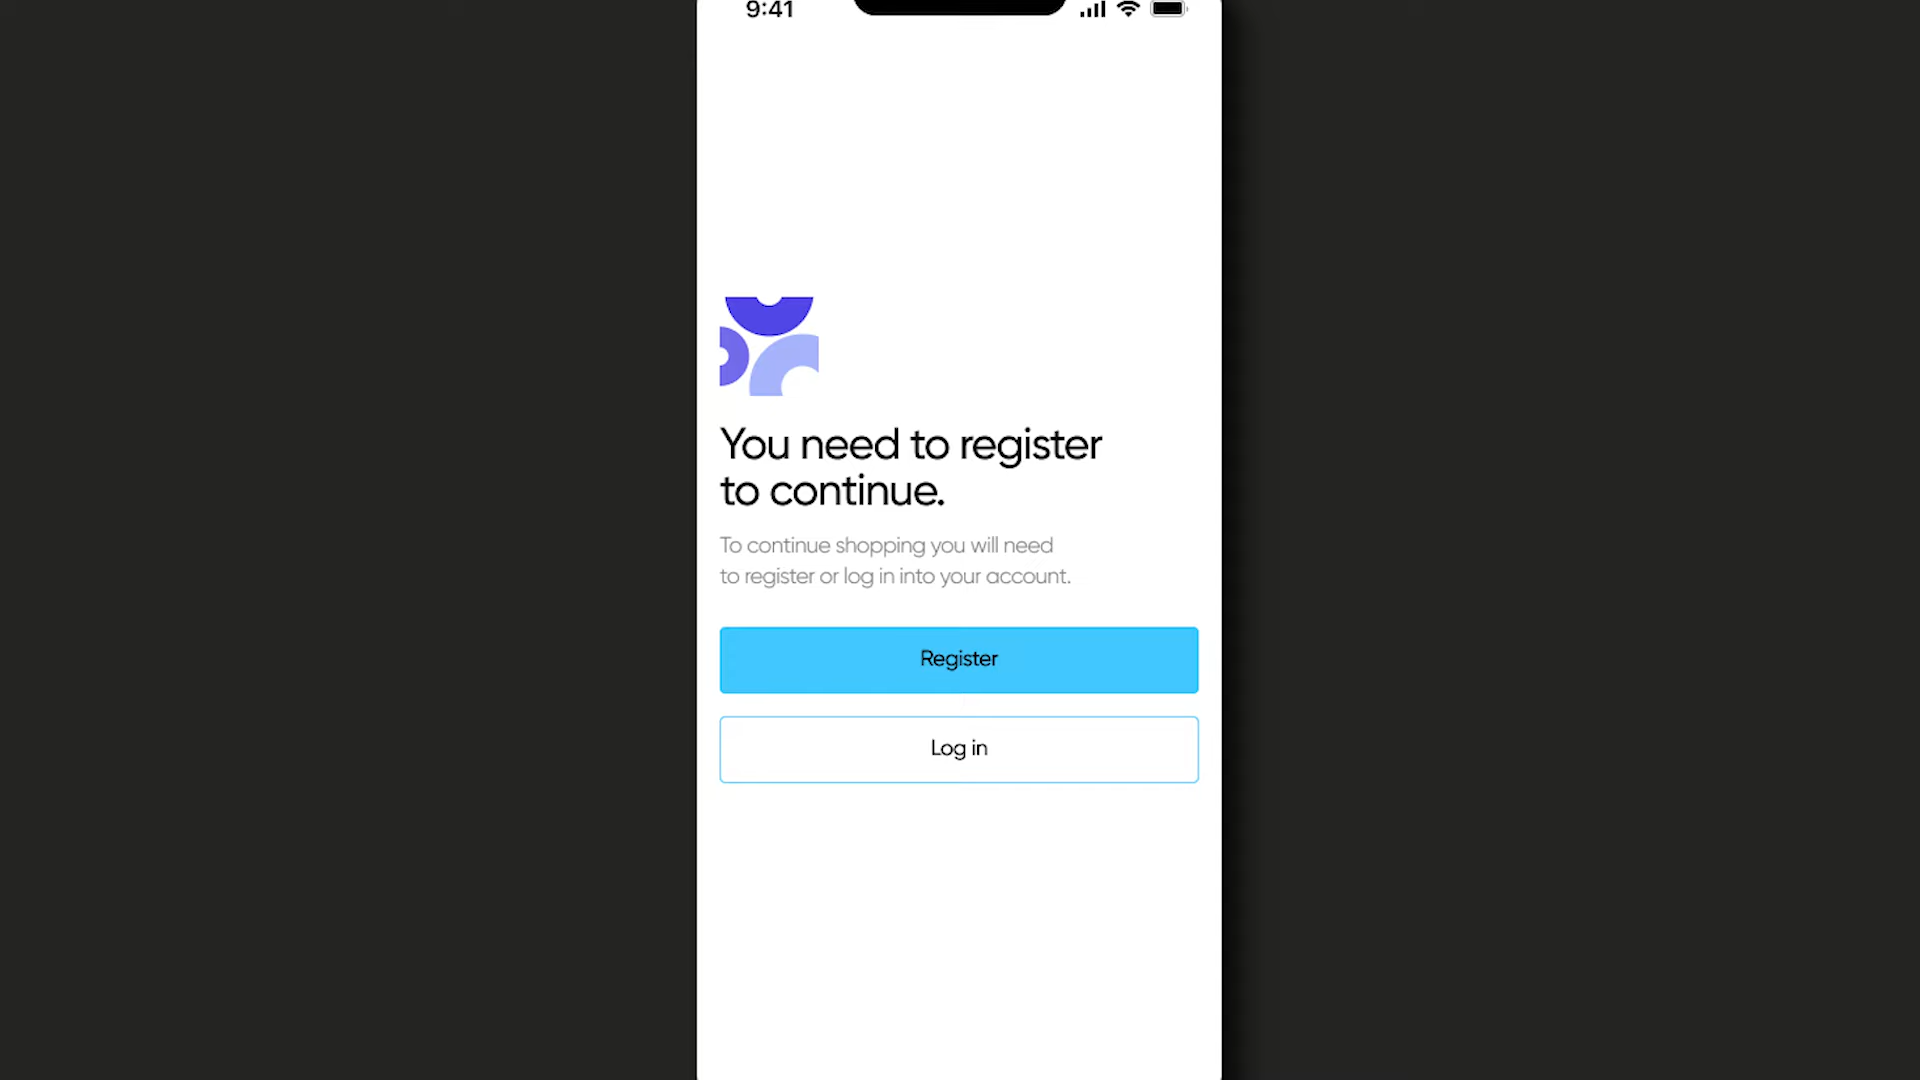 9:41
You need to register
to continue.
To continue shopping you will need
to register or log in into your account.
Register
Log in